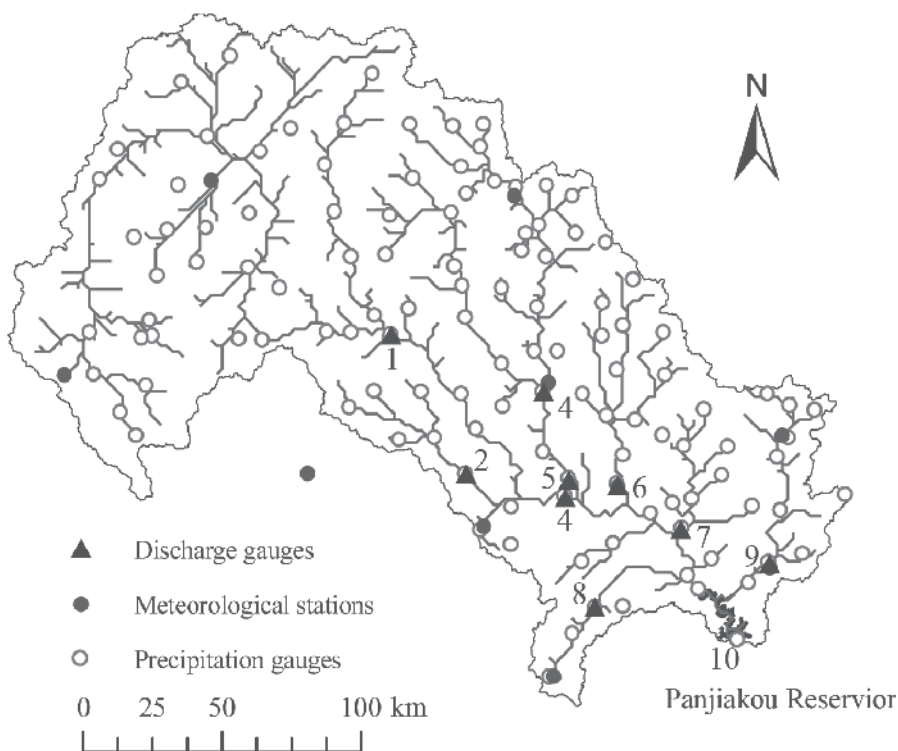 N
1
4
2
5
6
4
7
9
8
10
Panjiakou Reservior
Discharge gauges
Meteorological stations
Precipitation gauges
0 25 50 100 km